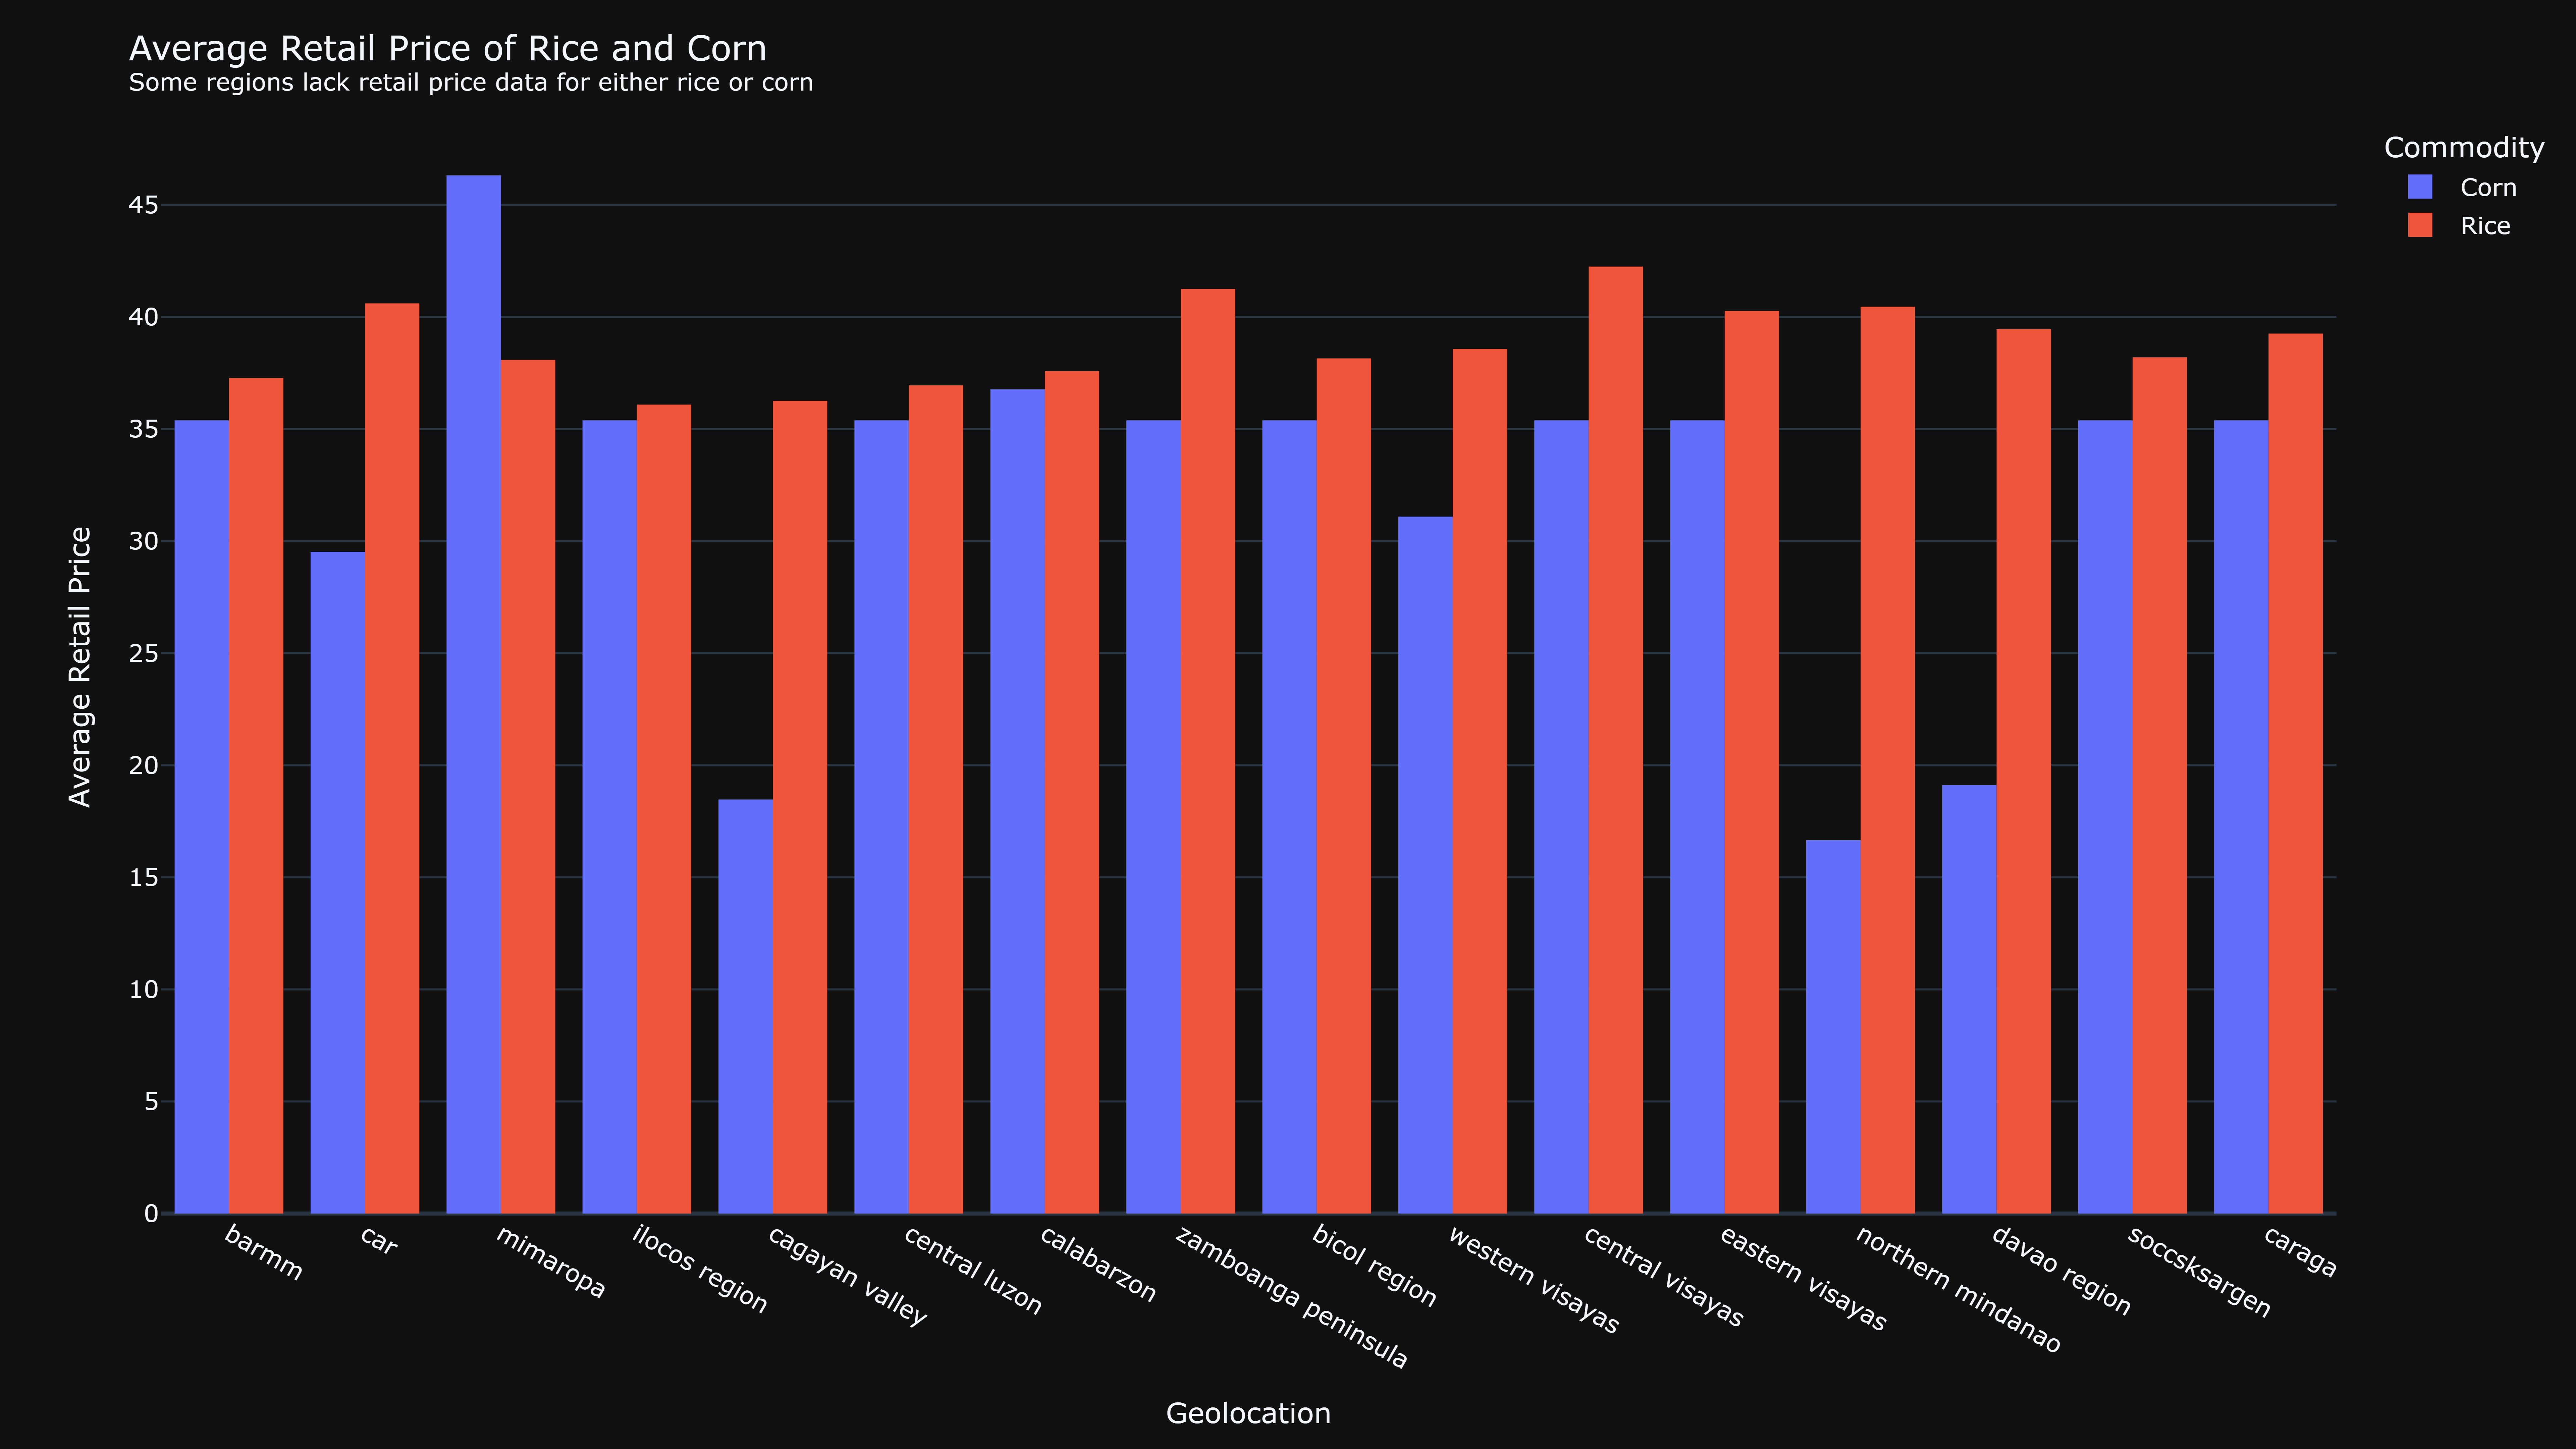 Average Retail Price of Rice and Corn
Some regions lack retail price data for either rice or corn
Commodity
Corn
Rice
Average Retail Price
45
40
35
30
25
20
15
10
5
0
barmm
car
mimaropa
ilocos region
cagayan valley
central luzon
calabarzon
zamboanga peninsula
bicol region
western visayas
central visayas
eastern visayas
northern mindanao
davao region
soccsksargen
caraga
Geolocation